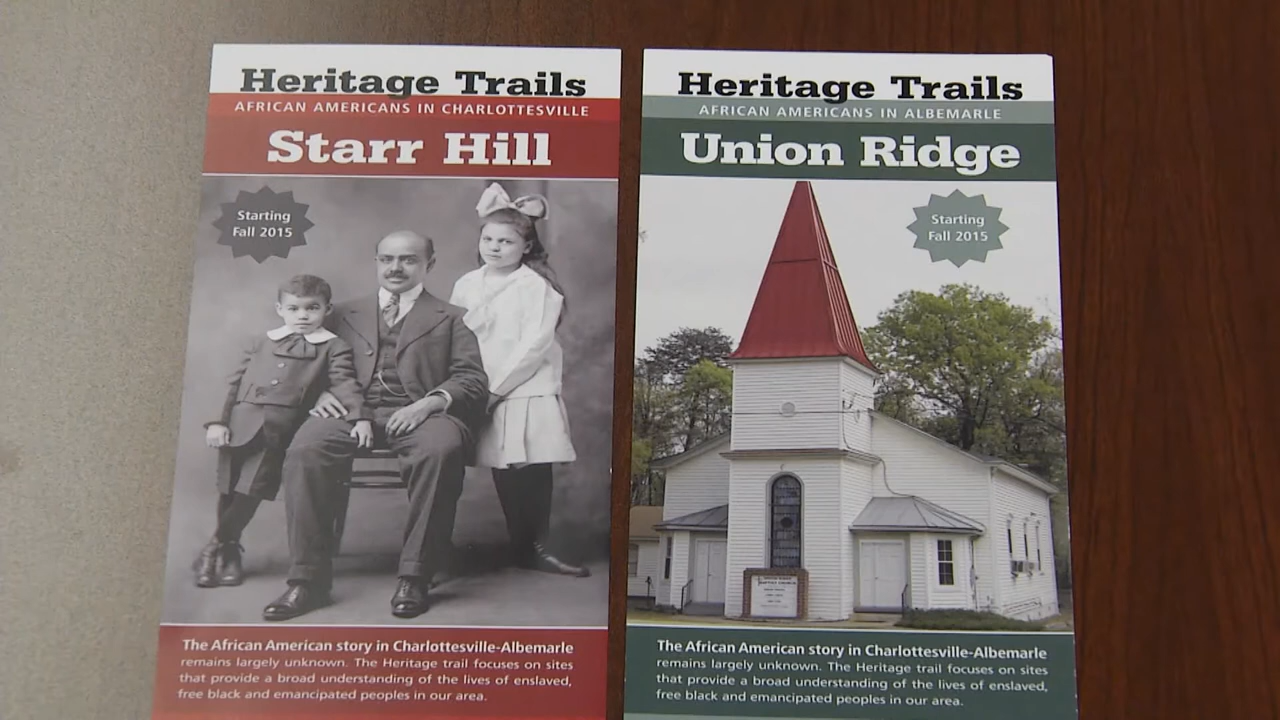 Heritage Trails
AFRICAN AMERICANS IN CHARLOTTESVILLE
Starr Hill
Starting
Fall 2015
The African American story in Charlottesville-Albemarle
remains largely unknown. The Heritage trail focuses on sites
that provide a broad understanding of the lives of enslaved,
free black and emancipated peoples in our area.
Heritage Trails
AFRICAN AMERICANS IN ALBEMARLE
Union Ridge
Starting
Fall 2015
BAPTIST CHURCH
The African American story in Charlottesville-Albemarle
remains largely unknown. The Heritage trail focuses on sites
that provide a broad understanding of the lives of enslaved,
free black and emancipated peoples in our area.